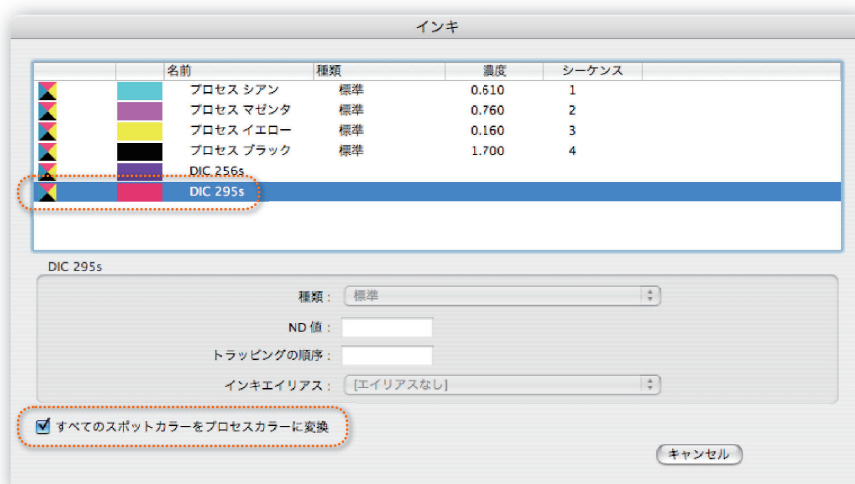 インキ
名前 種類 濃度 シーケンス
プロセス シアン 標準 0.610 1
プロセス マゼンタ 標準 0.760 2
プロセス イエロー 標準 0.160 3
プロセス ブラック 標準 1.700 4
DIC 256s
DIC 295s
DIC 295s
種類： 標準
ND 値：
トラッピングの順序：
インキエイリアス： [エイリアスなし]
すべてのスポットカラーをプロセスカラーに変換
キャンセル